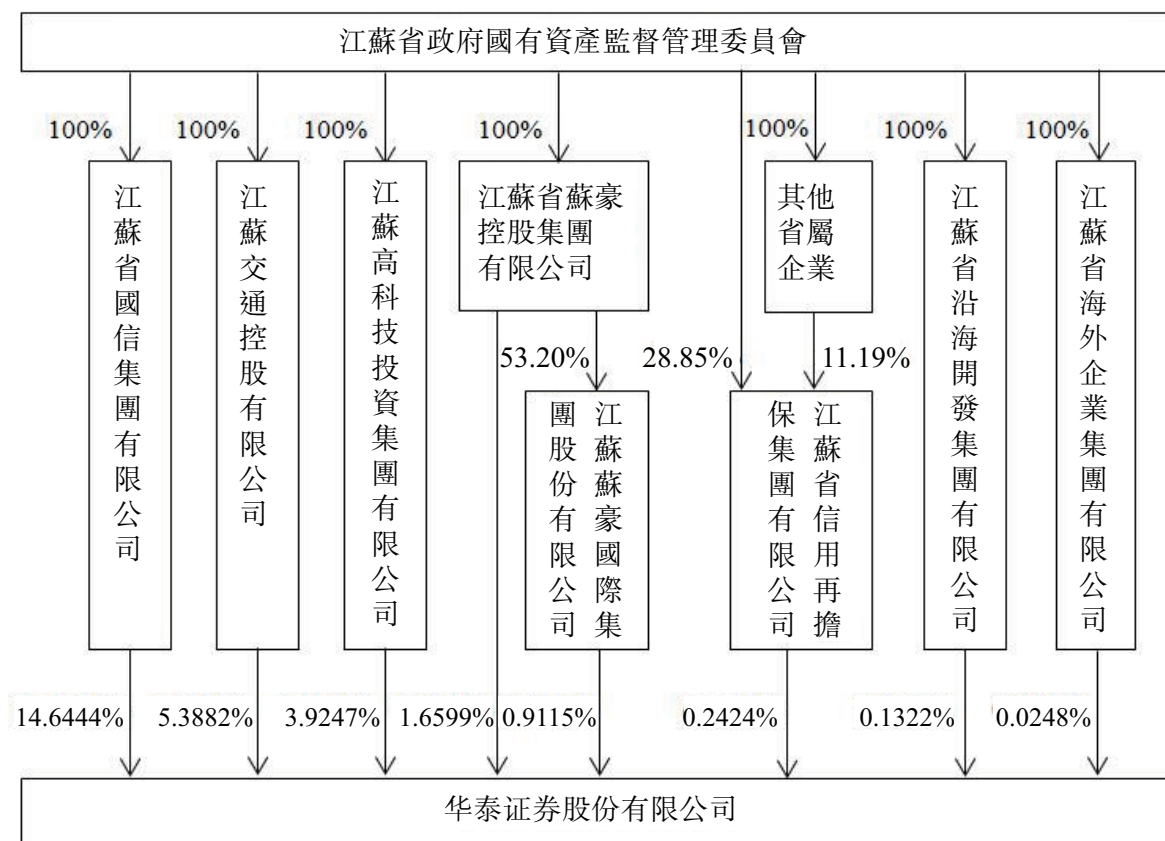 江蘇省政府國有資產監督管理委員會
100%
100%
100%
100%
100%
100%
100%
江蘇省國信集團有限公司
江蘇交通控股有限公司
江蘇高科技投資集團有限公司
江蘇省蘇豪
控股集團
有限公司
其他
省屬
企業
江蘇省沿海開發集團有限公司
江蘇省海外企業集團有限公司
53.20%
28.85%
11.19%
江蘇蘇豪國際集
團股份有限公司
江蘇省信用再擔
保集團有限公司
14.6444%
5.3882%
3.9247%
1.6599%
0.9115%
0.2424%
0.1322%
0.0248%
华泰证券股份有限公司